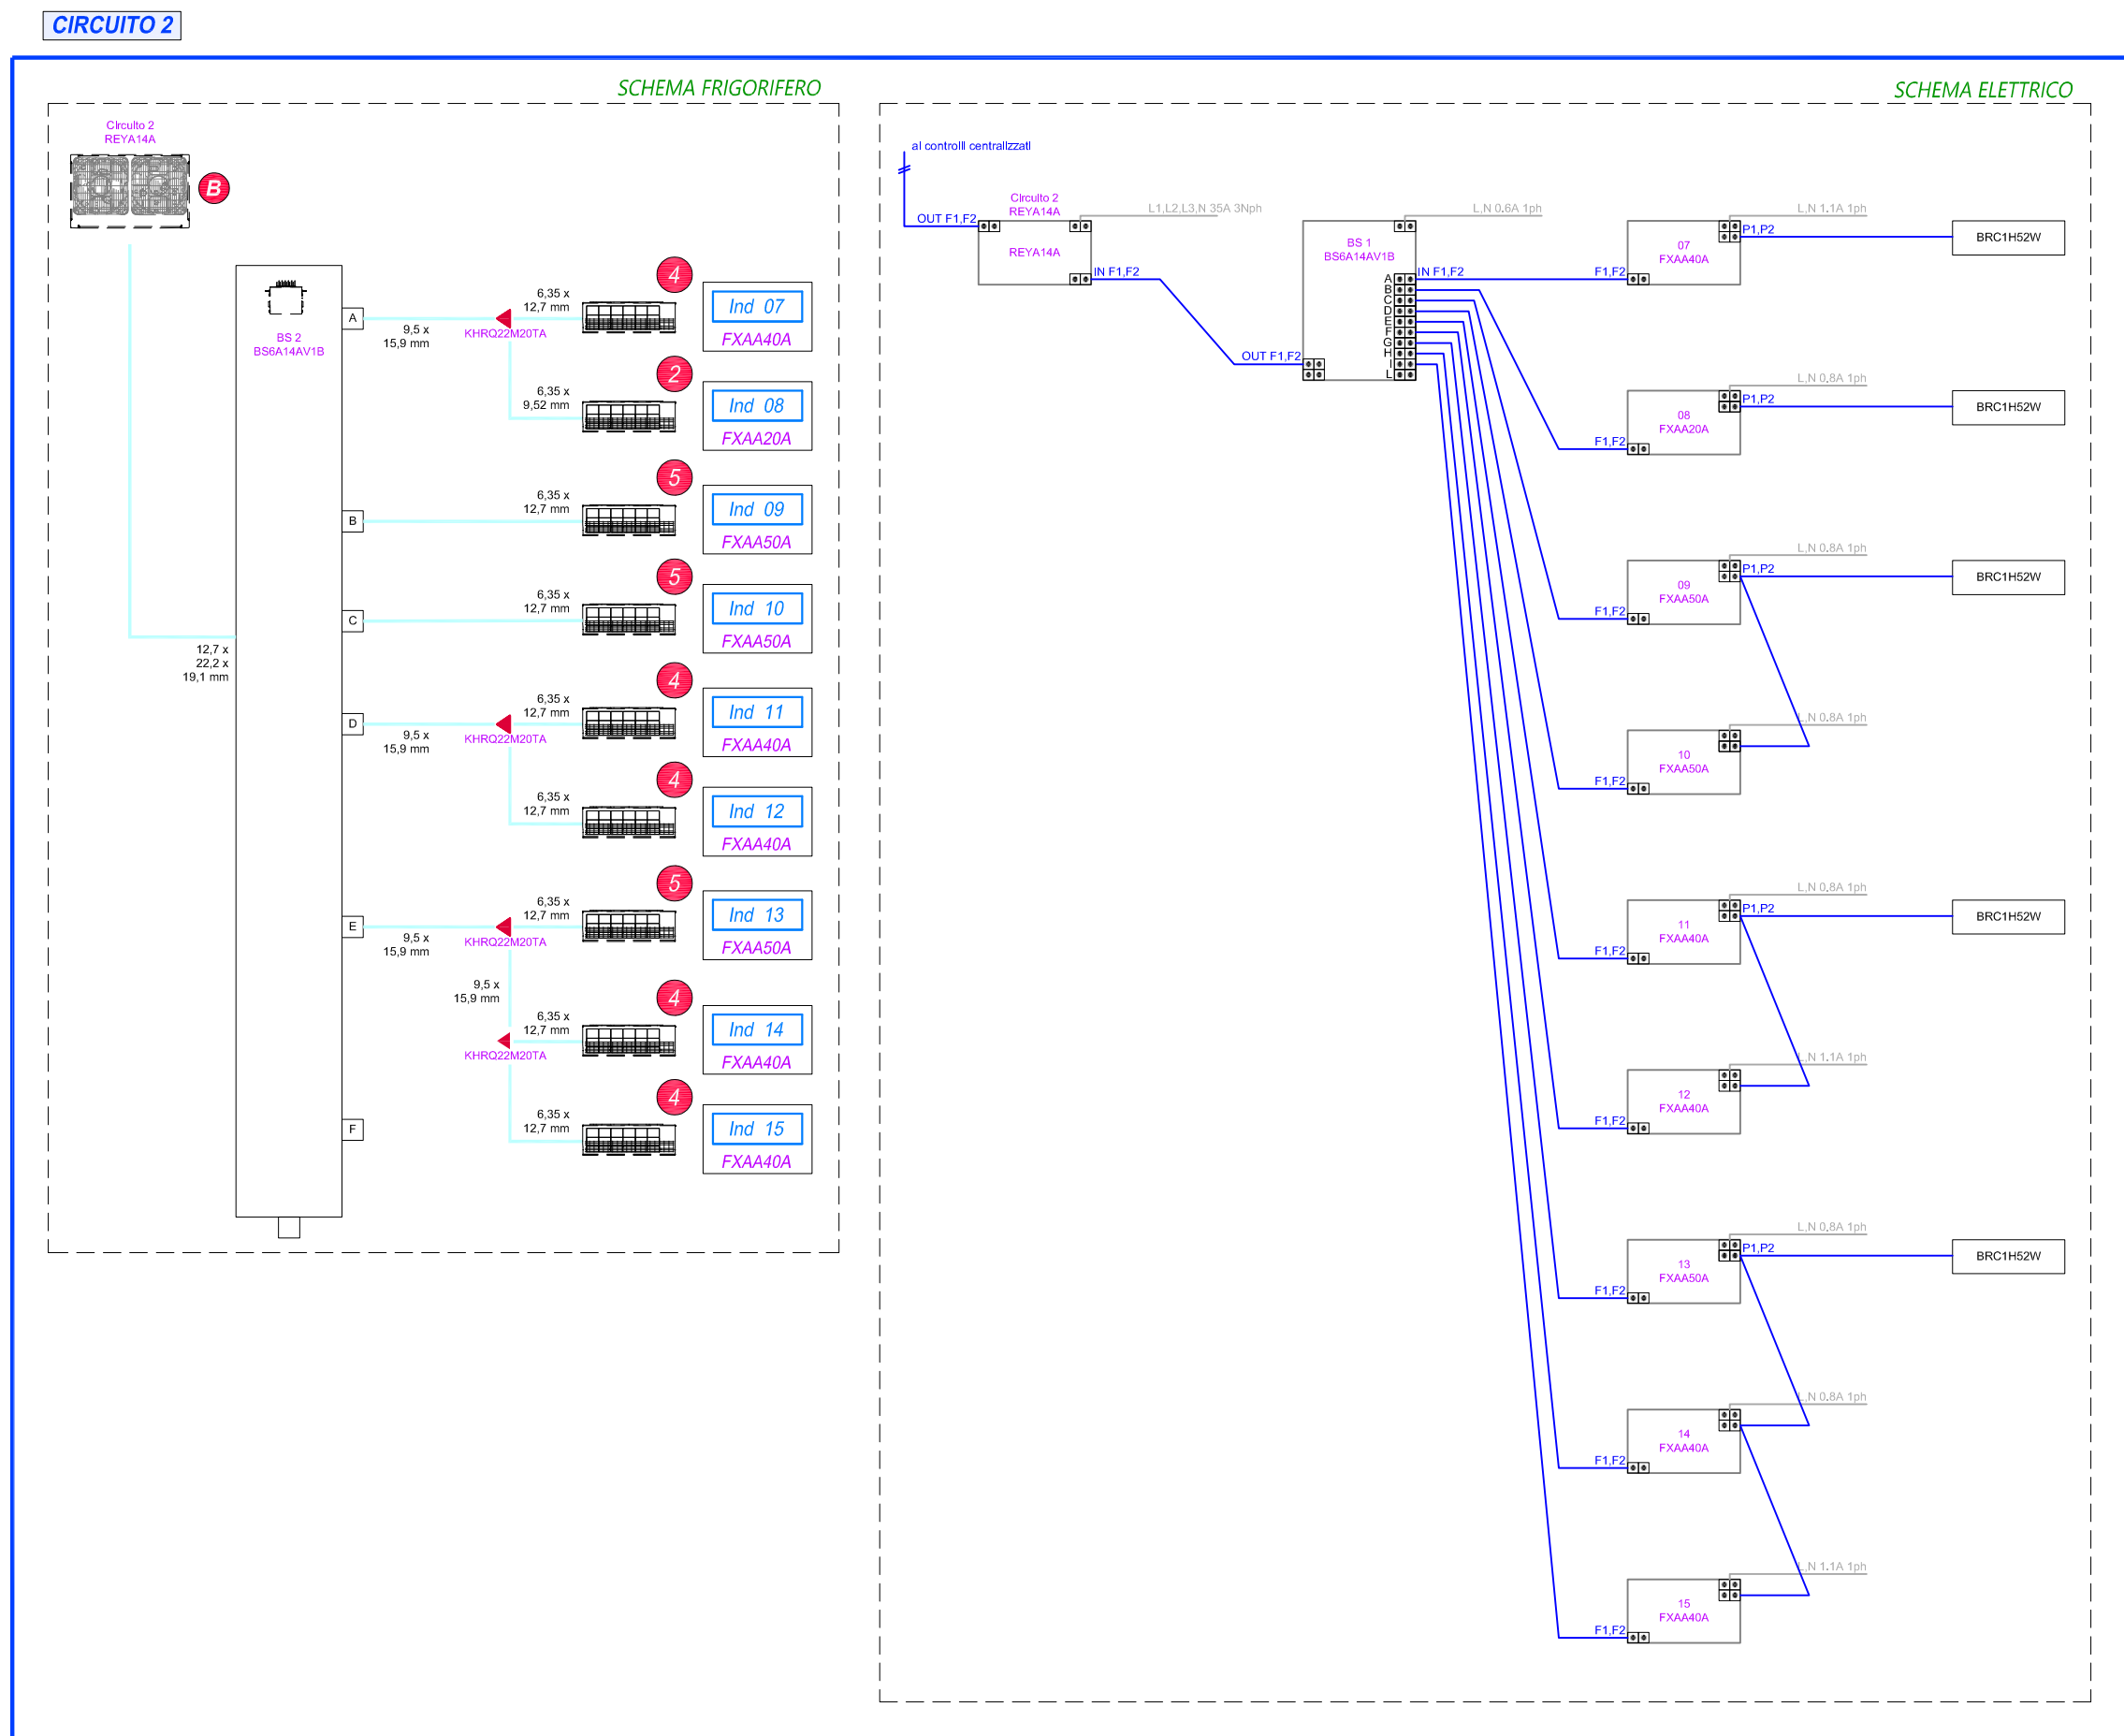 CIRCUITO 2
SCHEMA FRIGORIFERO
Circuito 2
REYA14A
B
BS 2
BS6A14AV1B
12,7 x
22,2 x
19,1 mm
A
9,5 x
15,9 mm
KHRQ22M20TA
6,35 x
12,7 mm
4
Ind 07
FXAA40A
6,35 x
9,52 mm
2
Ind 08
FXAA20A
B
6,35 x
12,7 mm
5
Ind 09
FXAA50A
C
6,35 x
12,7 mm
5
Ind 10
FXAA50A
D
9,5 x
15,9 mm
KHRQ22M20TA
6,35 x
12,7 mm
4
Ind 11
FXAA40A
6,35 x
12,7 mm
4
Ind 12
FXAA40A
E
9,5 x
15,9 mm
KHRQ22M20TA
6,35 x
12,7 mm
5
Ind 13
FXAA50A
9,5 x
15,9 mm
KHRQ22M20TA
6,35 x
12,7 mm
4
Ind 14
FXAA40A
6,35 x
12,7 mm
4
Ind 15
FXAA40A
F
SCHEMA ELETTRICO
ai controlli centralizzati
OUT F1,F2
Circuito 2
REYA14A
REYA14A
L1,L2,L3,N 35A 3Nph
IN F1,F2
OUT F1,F2
BS 1
BS6A14AV1B
L,N 0.6A 1ph
IN F1,F2
A
B
C
D
E
F
G
H
I
L
F1,F2
07
FXAA40A
L,N 1.1A 1ph
P1,P2
BRC1H52W
F1,F2
08
FXAA20A
L,N 0.8A 1ph
P1,P2
BRC1H52W
F1,F2
09
FXAA50A
L,N 0.8A 1ph
P1,P2
BRC1H52W
F1,F2
10
FXAA50A
L,N 0.8A 1ph
F1,F2
11
FXAA40A
L,N 0.8A 1ph
P1,P2
BRC1H52W
F1,F2
12
FXAA40A
L,N 1.1A 1ph
F1,F2
13
FXAA50A
L,N 0.8A 1ph
P1,P2
BRC1H52W
F1,F2
14
FXAA40A
L,N 0.8A 1ph
F1,F2
15
FXAA40A
L,N 1.1A 1ph